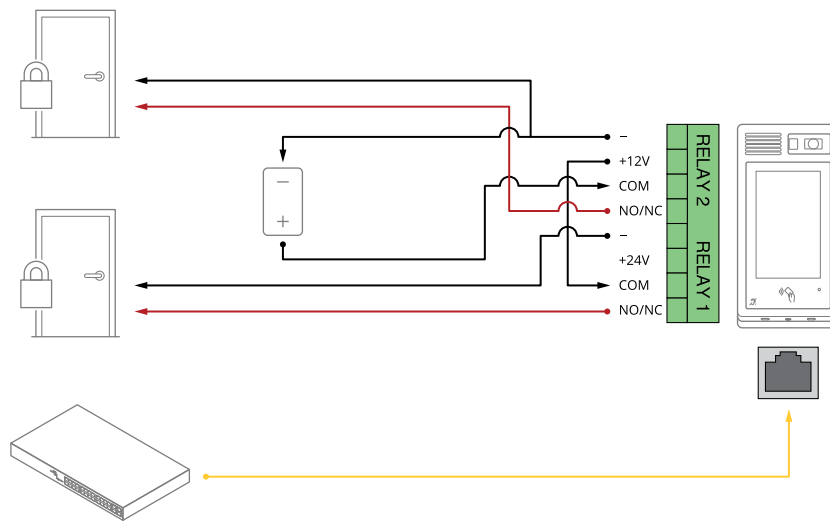 –
+12V
COM
NO/NC
–
+24V
COM
NO/NC
RELAY 2
RELAY 1
–
+